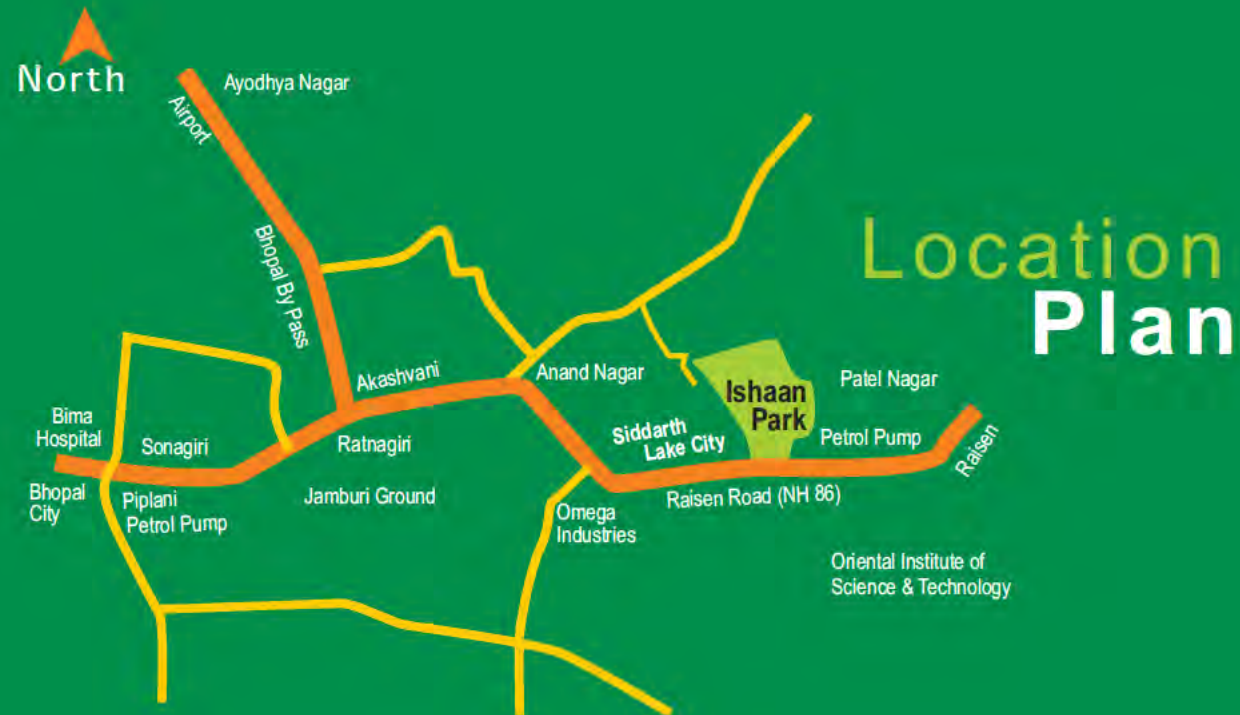 North
Ayodhya Nagar
Airport
Bhopal By Pass
Location
Plan
Akashvani
Anand Nagar
Ishaan
Park
Patel Nagar
Bima
Hospital
Sonagiri
Ratnagiri
Siddarth
Lake City
Petrol Pump
Raisen
Bhopal
City
Piplani
Petrol Pump
Jamburi Ground
Omega
Industries
Raisen Road (NH 86)
Oriental Institute of
Science & Technology